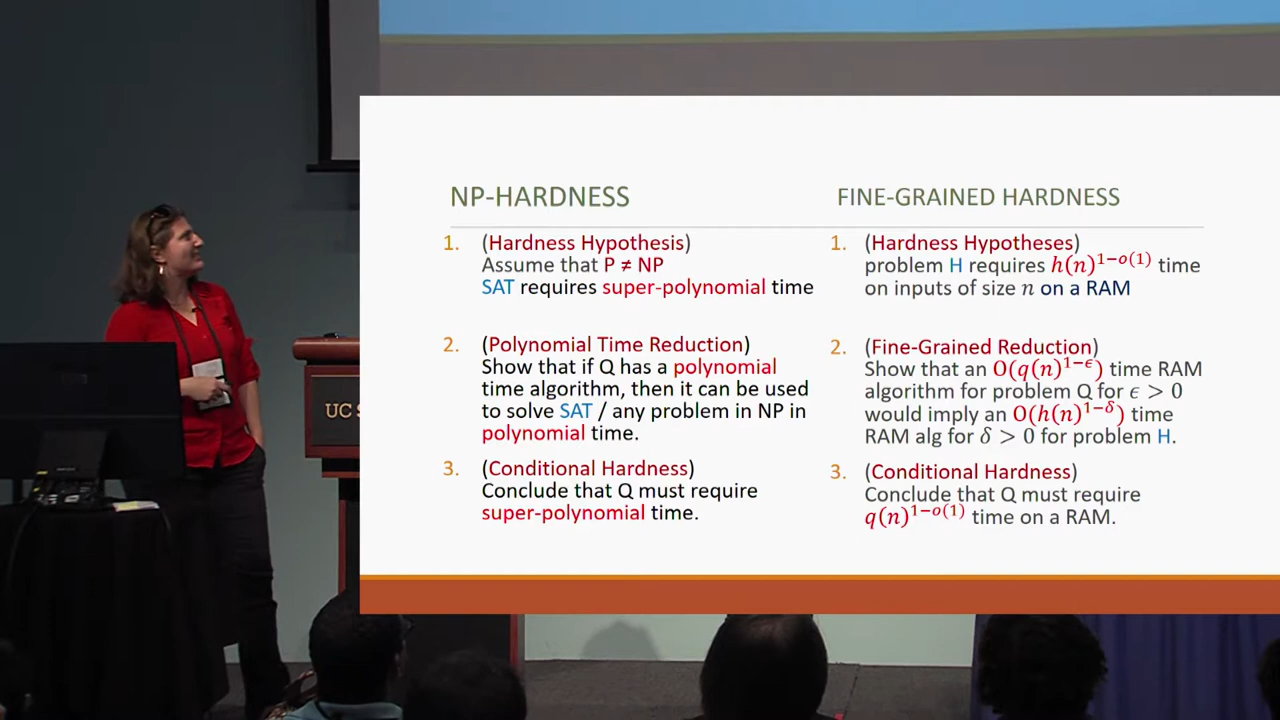 NP-HARDNESS
1. (Hardness Hypothesis)
Assume that P ≠ NP
SAT requires super-polynomial time
2. (Polynomial Time Reduction)
Show that if Q has a polynomial
time algorithm, then it can be used
to solve SAT / any problem in NP in
polynomial time.
3. (Conditional Hardness)
Conclude that Q must require
super-polynomial time.
FINE-GRAINED HARDNESS
1. (Hardness Hypotheses)
problem H requires h(n)^{1−o(1)} time
on inputs of size n on a RAM
2. (Fine-Grained Reduction)
Show that an O(q(n)^{1−ϵ}) time RAM
algorithm for problem Q for ϵ > 0
would imply an O(h(n)^{1−δ}) time
RAM alg for δ > 0 for problem H.
3. (Conditional Hardness)
Conclude that Q must require
q(n)^{1−o(1)} time on a RAM.
UC